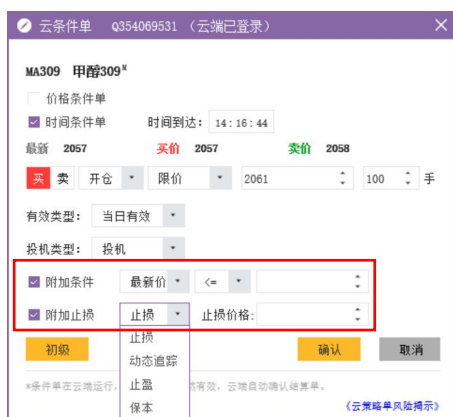 云条件单 Q354069531 （云端已登录）
MA309 甲醇309ᴹ
价格条件单
时间条件单 时间到达： 14:16:44
最新 2057 买价 2057 卖价 2058
买 卖 开仓 限价 2061 100 手
有效类型： 当日有效
投机类型： 投机
附加条件 最新价 <=
附加止损 止损 止损价格:
止损
初级 动态追踪 确认 取消
止盈
*条件单在云端运行， 有效，云端自动确认结算单。
保本 《云策略单风险揭示》